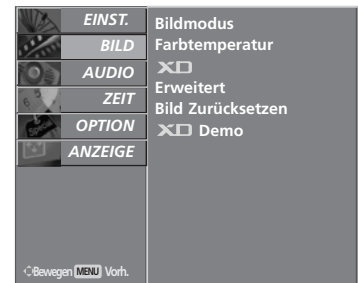 EINST.
BILD
AUDIO
ZEIT
OPTION
ANZEIGE
Bewegen MENU Vorh.
Bildmodus
Farbtemperatur
XD
Erweitert
Bild Zurücksetzen
XD Demo